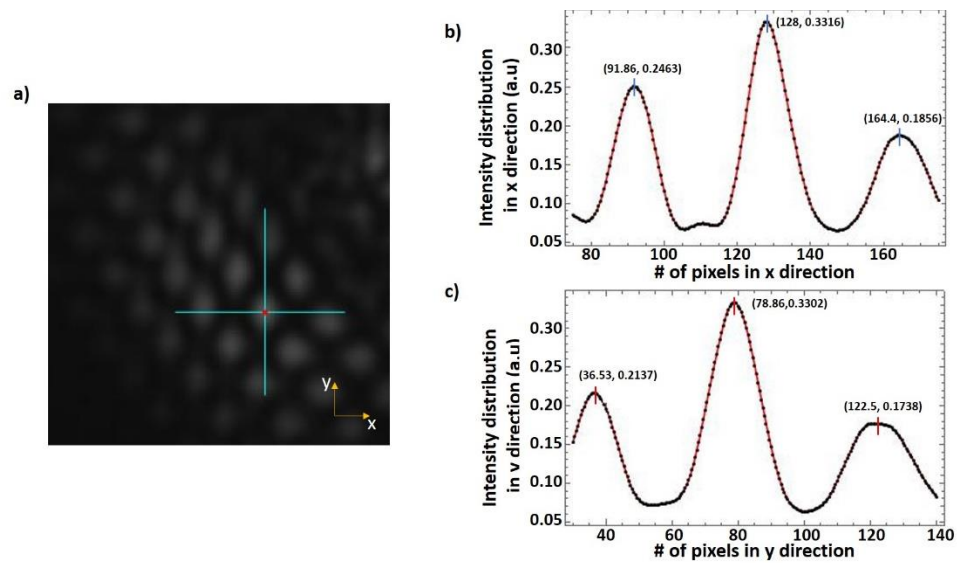 a)
y
x
b)
Intensity distribution
in x direction (a.u)
0.30
0.25
0.20
0.15
0.10
0.05
(91.86, 0.2463)
(128, 0.3316)
(164.4, 0.1856)
80 100 120 140 160
# of pixels in x direction
c)
Intensity distribution
in y direction (a.u)
0.30
0.25
0.20
0.15
0.10
0.05
(36.53, 0.2137)
(78.86,0.3302)
(122.5, 0.1738)
40 60 80 100 120 140
# of pixels in y direction